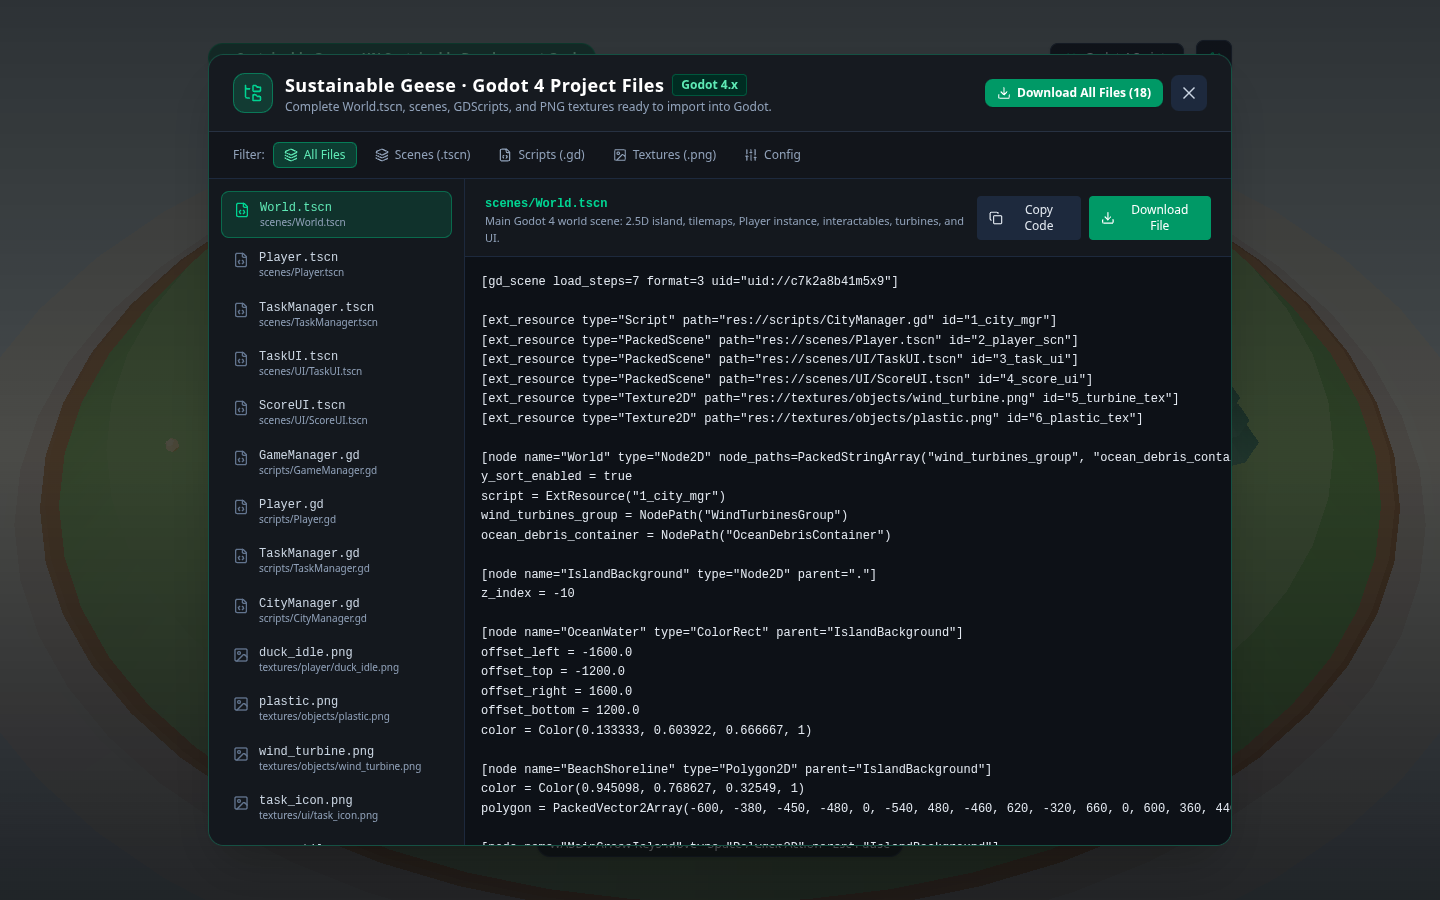 Sustainable Geese · Godot 4 Project Files
Godot 4.x
Complete World.tscn, scenes, GDScripts, and PNG textures ready to import into Godot.
Download All Files (18)
Filter:
All Files
Scenes (.tscn)
Scripts (.gd)
Textures (.png)
Config
World.tscn
scenes/World.tscn
Player.tscn
scenes/Player.tscn
TaskManager.tscn
scenes/TaskManager.tscn
TaskUI.tscn
scenes/UI/TaskUI.tscn
ScoreUI.tscn
scenes/UI/ScoreUI.tscn
GameManager.gd
scripts/GameManager.gd
Player.gd
scripts/Player.gd
TaskManager.gd
scripts/TaskManager.gd
CityManager.gd
scripts/CityManager.gd
duck_idle.png
textures/player/duck_idle.png
plastic.png
textures/objects/plastic.png
wind_turbine.png
textures/objects/wind_turbine.png
task_icon.png
textures/ui/task_icon.png
scenes/World.tscn
Main Godot 4 world scene: 2.5D island, tilemaps, Player instance, interactables, turbines, and
UI.
Copy
Code
Download
File
[gd_scene load_steps=7 format=3 uid="uid://c7k2a8b41m5x9"]
[ext_resource type="Script" path="res://scripts/CityManager.gd" id="1_city_mgr"]
[ext_resource type="PackedScene" path="res://scenes/Player.tscn" id="2_player_scn"]
[ext_resource type="PackedScene" path="res://scenes/UI/TaskUI.tscn" id="3_task_ui"]
[ext_resource type="PackedScene" path="res://scenes/UI/ScoreUI.tscn" id="4_score_ui"]
[ext_resource type="Texture2D" path="res://textures/objects/wind_turbine.png" id="5_turbine_tex"]
[ext_resource type="Texture2D" path="res://textures/objects/plastic.png" id="6_plastic_tex"]
[node name="World" type="Node2D" node_paths=PackedStringArray("wind_turbines_group", "ocean_debris_conta
y_sort_enabled = true
script = ExtResource("1_city_mgr")
wind_turbines_group = NodePath("WindTurbinesGroup")
ocean_debris_container = NodePath("OceanDebrisContainer")
[node name="IslandBackground" type="Node2D" parent="."]
z_index = -10
[node name="OceanWater" type="ColorRect" parent="IslandBackground"]
offset_left = -1600.0
offset_top = -1200.0
offset_right = 1600.0
offset_bottom = 1200.0
color = Color(0.133333, 0.603922, 0.666667, 1)
[node name="BeachShoreline" type="Polygon2D" parent="IslandBackground"]
color = Color(0.945098, 0.768627, 0.32549, 1)
polygon = PackedVector2Array(-600, -380, -450, -480, 0, -540, 480, -460, 620, -320, 660, 0, 600, 360, 44